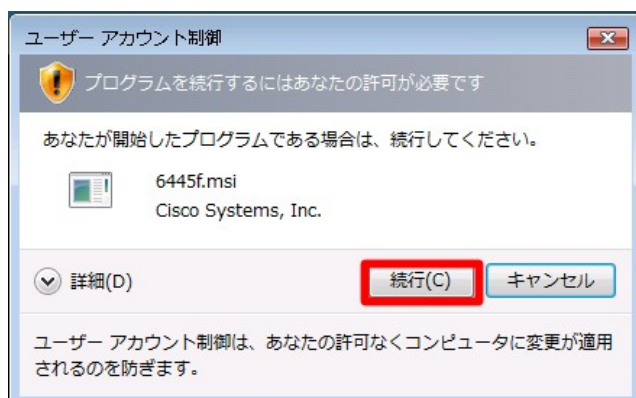 ユーザー アカウント制御
プログラムを続行するにはあなたの許可が必要です
あなたが開始したプログラムである場合は、続行してください。
6445f.msi
Cisco Systems, Inc.
詳細(D)
続行(C)
キャンセル
ユーザー アカウント制御は、あなたの許可なくコンピュータに変更が適用
されるのを防ぎます。